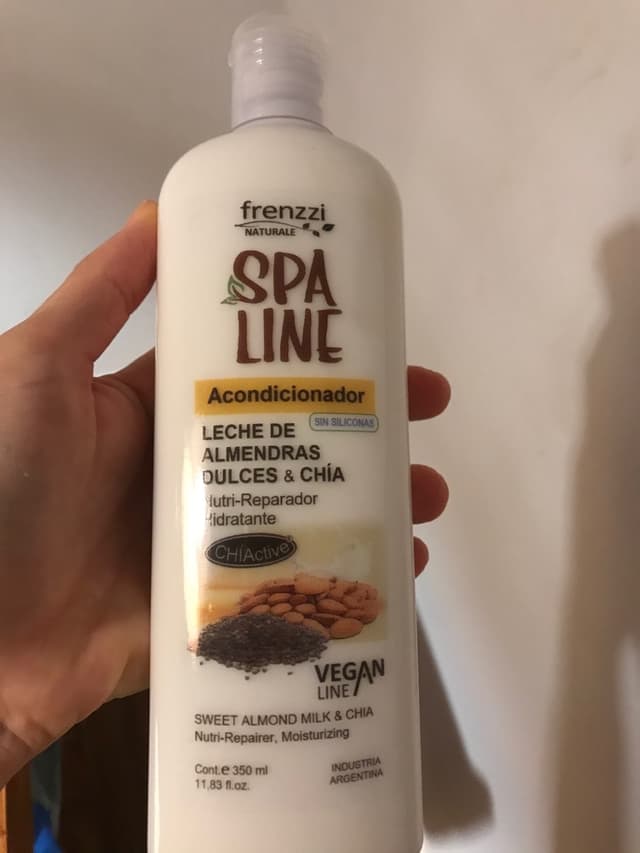 frenzzi
NATURALE
SPA
LINE
Acondicionador
SIN SILICONAS
LECHE DE
ALMENDRAS
DULCES & CHÍA
Nutri-Reparador
Hidratante
CHÍActive®
VEGAN
LINE
SWEET ALMOND MILK & CHIA
Nutri-Repairer, Moisturizing
Cont.e 350 ml
11,83 fl.oz.
INDUSTRIA
ARGENTINA